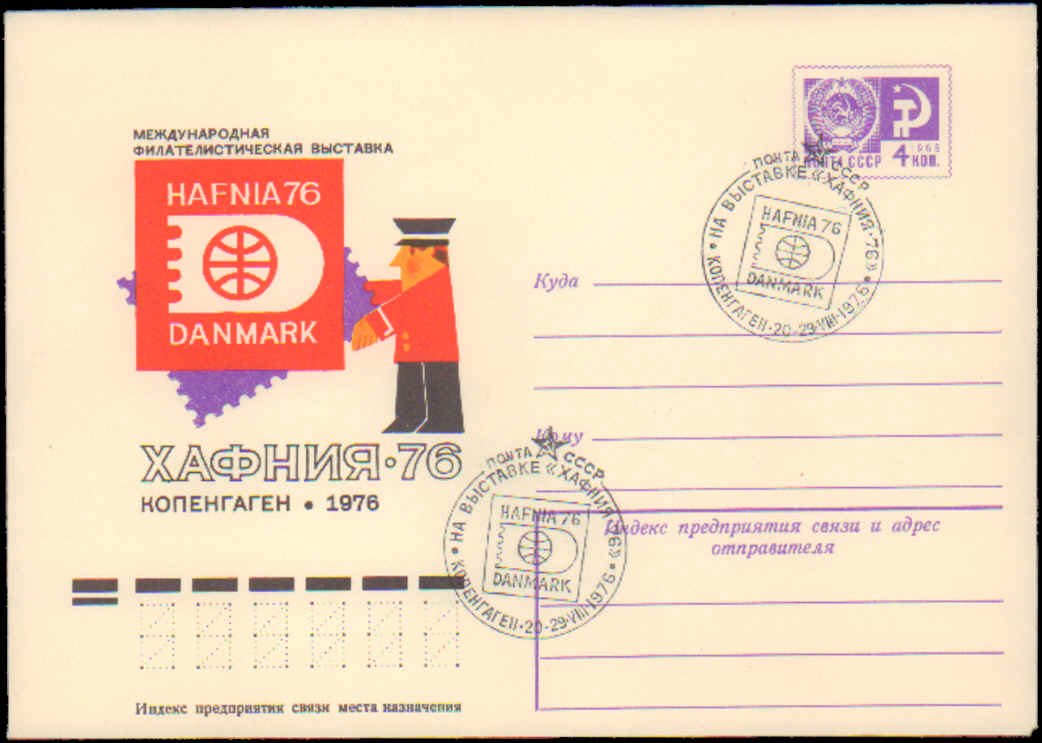 МЕЖДУНАРОДНАЯ
ФИЛАТЕЛИСТИЧЕСКАЯ ВЫСТАВКА
HAFNIA 76
DANMARK
ХАФНИЯ·76
КОПЕНГАГЕН • 1976
ПОЧТА СССР
4 1966
КОП.
ПОЧТА СССР
НА ВЫСТАВКЕ «ХАФНИЯ·76»
HAFNIA 76
DANMARK
• КОПЕНГАГЕН·20-29·VIII·1976 •
Куда
Кому
ПОЧТА СССР
НА ВЫСТАВКЕ «ХАФНИЯ·76»
HAFNIA 76
DANMARK
• КОПЕНГАГЕН·20-29·VIII·1976 •
Индекс предприятия связи и адрес
отправителя
Индекс предприятия связи места назначения